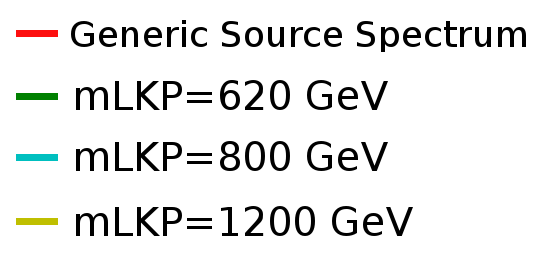 Generic Source Spectrum
mLKP=620 GeV
mLKP=800 GeV
mLKP=1200 GeV